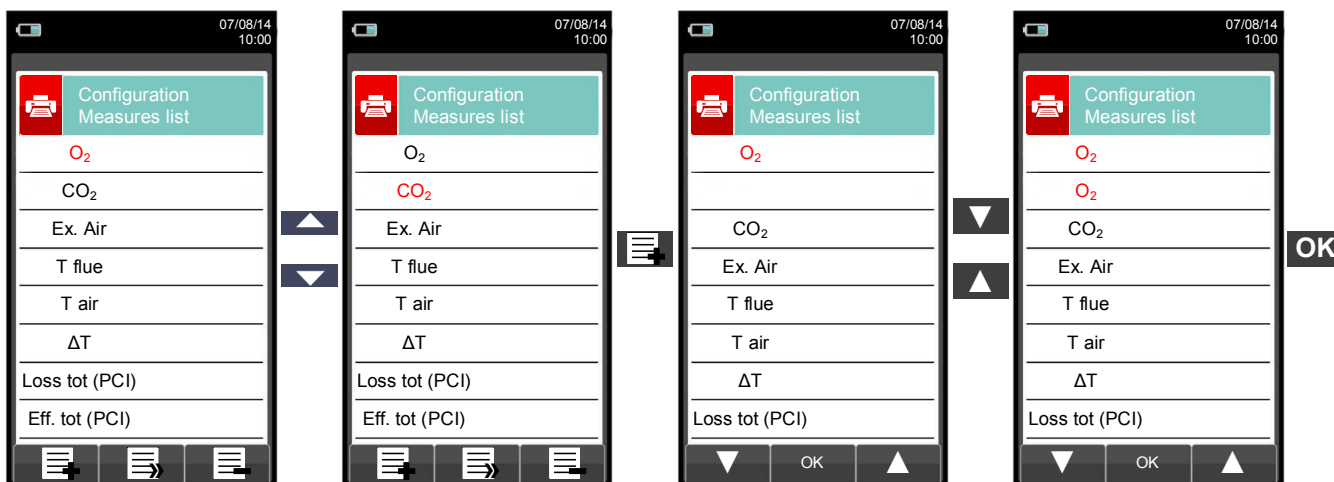 07/08/14
10:00
Configuration
Measures list
O₂
CO₂
Ex. Air
T flue
T air
ΔT
Loss tot (PCI)
Eff. tot (PCI)
07/08/14
10:00
Configuration
Measures list
O₂
CO₂
Ex. Air
T flue
T air
ΔT
Loss tot (PCI)
Eff. tot (PCI)
07/08/14
10:00
Configuration
Measures list
O₂
CO₂
Ex. Air
T flue
T air
ΔT
Loss tot (PCI)
OK
07/08/14
10:00
Configuration
Measures list
O₂
O₂
CO₂
Ex. Air
T flue
T air
ΔT
Loss tot (PCI)
OK
OK